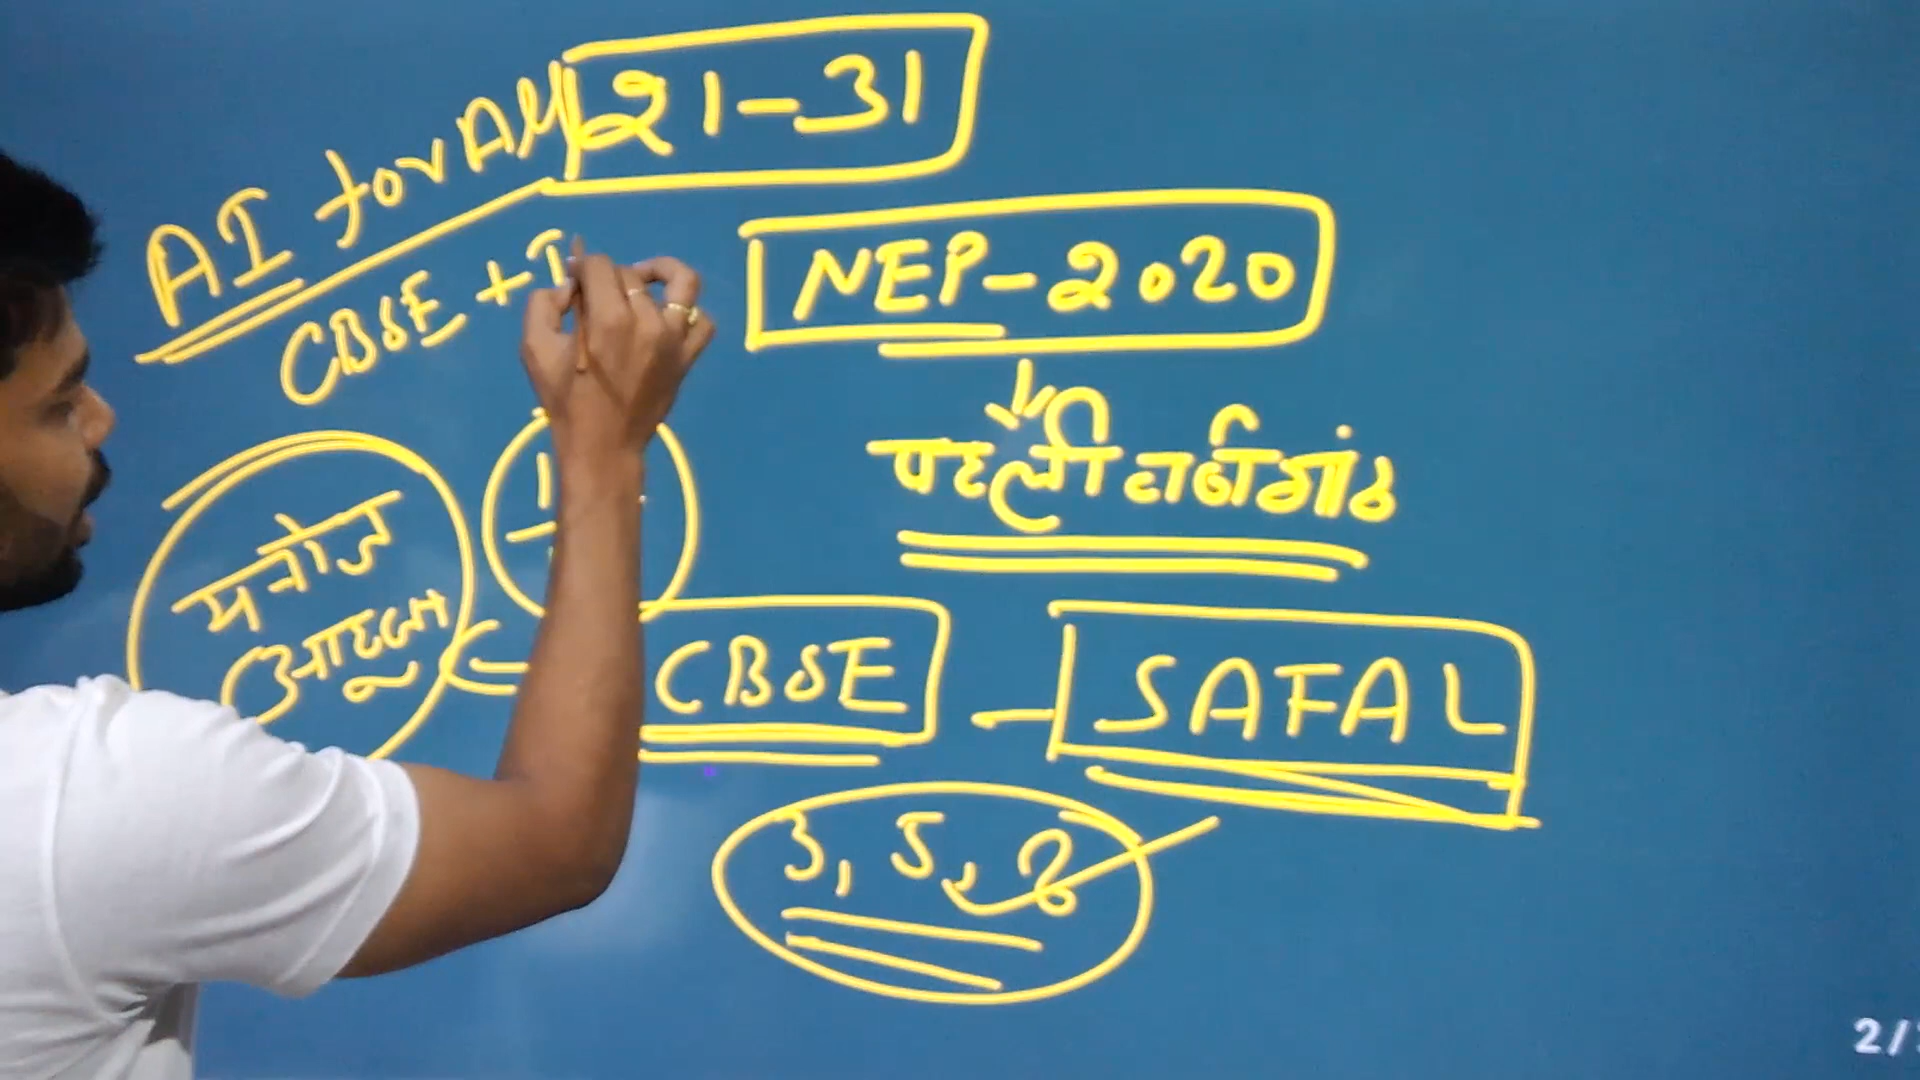 21-31
AI for All
NEP-2020
CBSE + I
पहली वर्षगांठ
मनोज
आहूजा
CBSE - SAFAL
3, 5, 8
2/